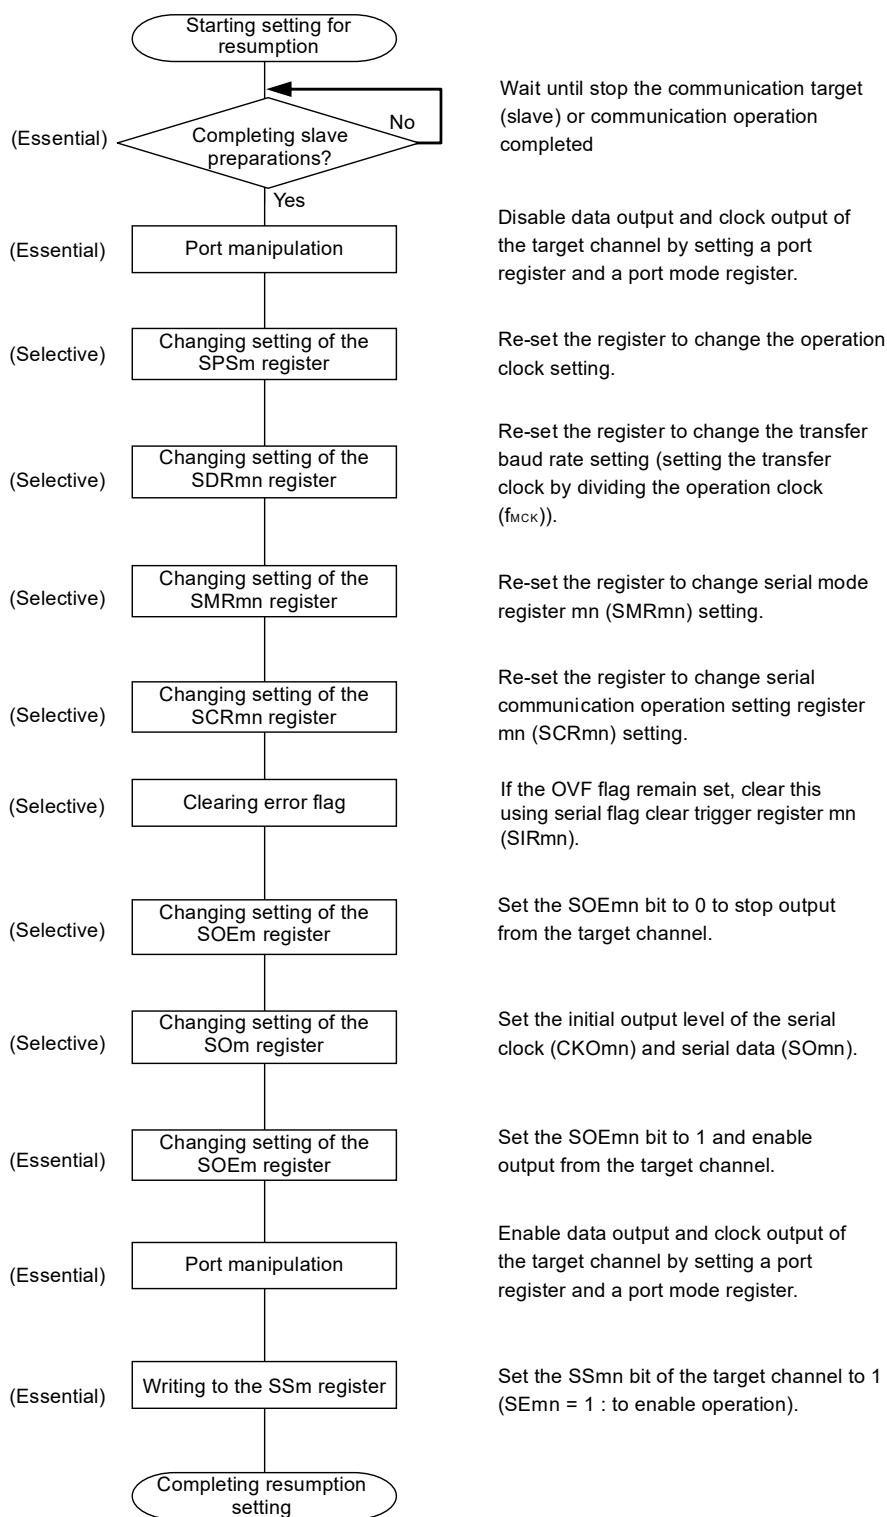 Starting setting for
resumption
Wait until stop the communication target
(slave) or communication operation
completed
(Essential)
Completing slave
preparations?
No
Yes
Disable data output and clock output of
the target channel by setting a port
register and a port mode register.
(Essential)
Port manipulation
(Selective)
Changing setting of the
SPSm register
Re-set the register to change the operation
clock setting.
(Selective)
Changing setting of the
SDRmn register
Re-set the register to change the transfer
baud rate setting (setting the transfer
clock by dividing the operation clock
(fMCK)).
(Selective)
Changing setting of the
SMRmn register
Re-set the register to change serial mode
register mn (SMRmn) setting.
(Selective)
Changing setting of the
SCRmn register
Re-set the register to change serial
communication operation setting register
mn (SCRmn) setting.
(Selective)
Clearing error flag
If the OVF flag remain set, clear this
using serial flag clear trigger register mn
(SIRmn).
(Selective)
Changing setting of the
SOEm register
Set the SOEmn bit to 0 to stop output
from the target channel.
(Selective)
Changing setting of the
SOm register
Set the initial output level of the serial
clock (CKOmn) and serial data (SOmn).
(Essential)
Changing setting of the
SOEm register
Set the SOEmn bit to 1 and enable
output from the target channel.
(Essential)
Port manipulation
Enable data output and clock output of
the target channel by setting a port
register and a port mode register.
(Essential)
Writing to the SSm register
Set the SSmn bit of the target channel to 1
(SEmn = 1 : to enable operation).
Completing resumption
setting